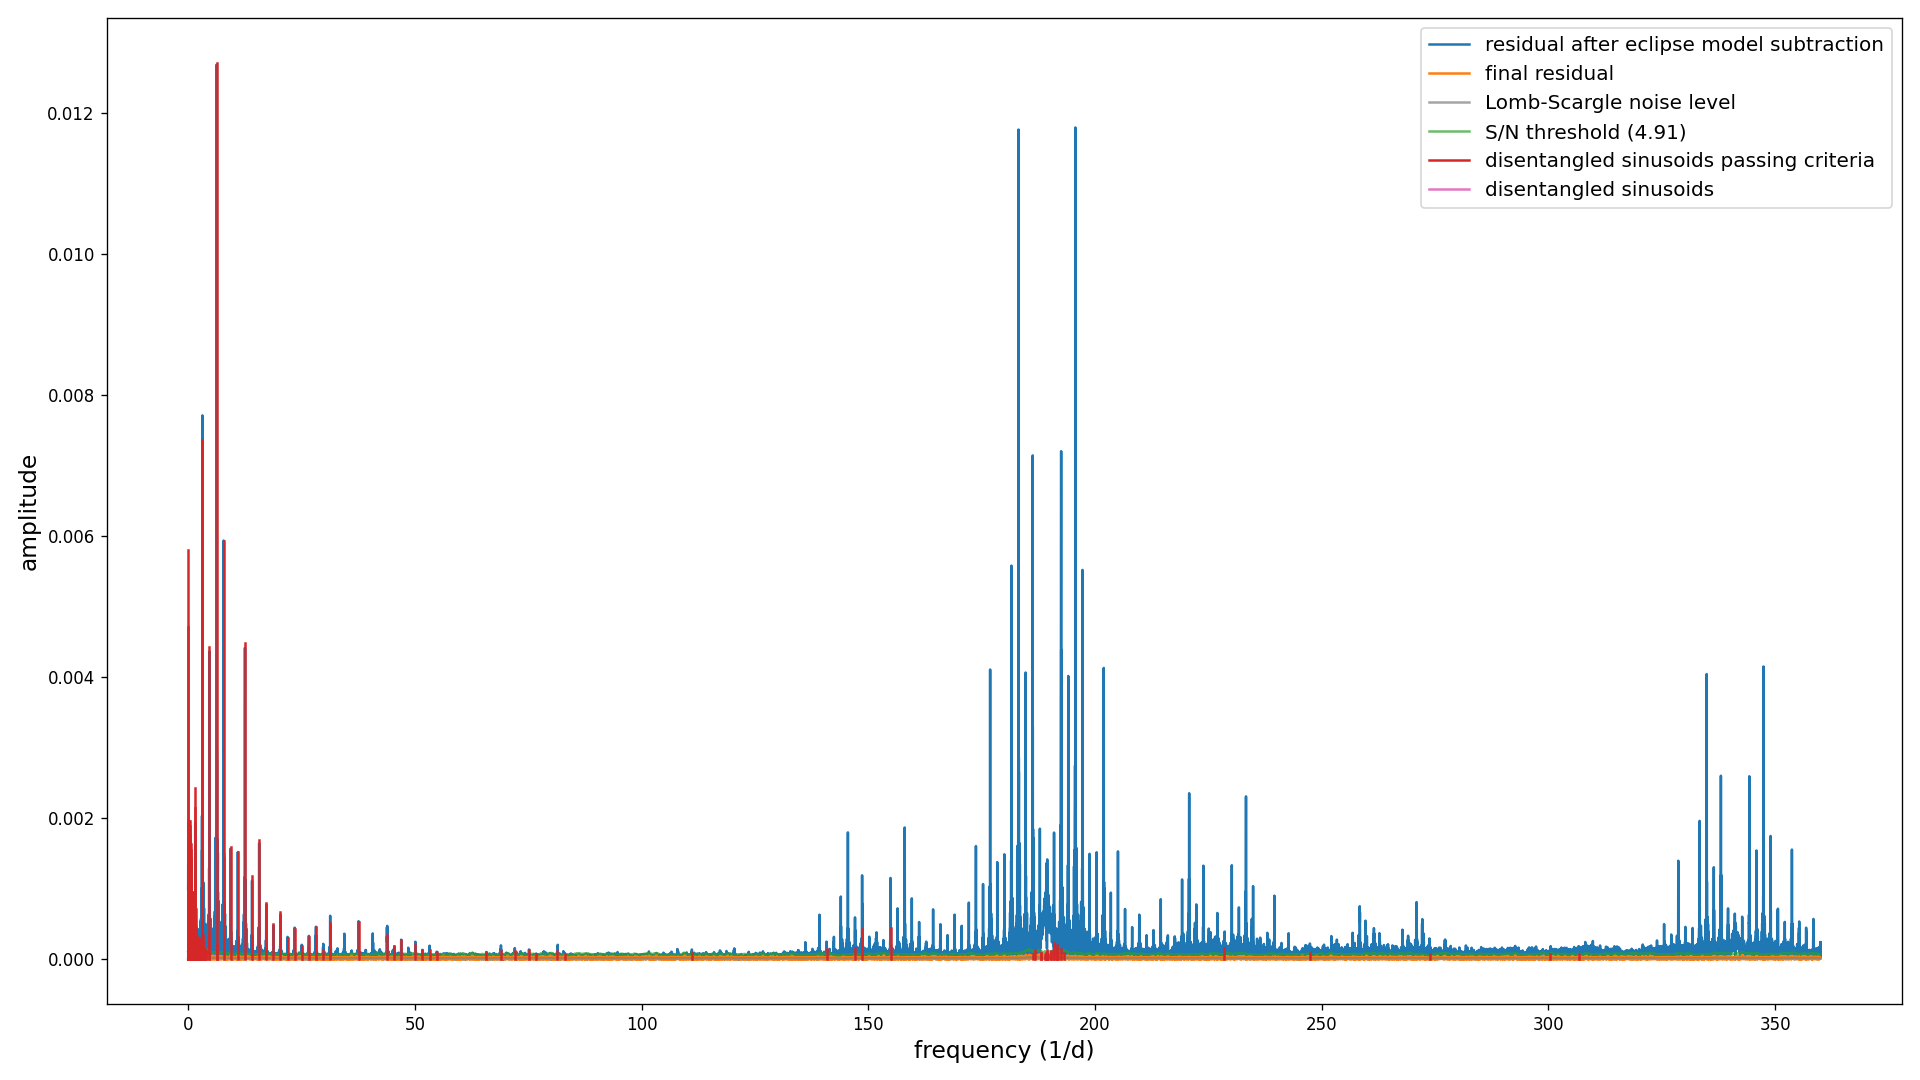 residual after eclipse model subtraction
final residual
Lomb-Scargle noise level
S/N threshold (4.91)
disentangled sinusoids passing criteria
disentangled sinusoids
amplitude
0.012
0.010
0.008
0.006
0.004
0.002
0.000
0 50 100 150 200 250 300 350
frequency (1/d)